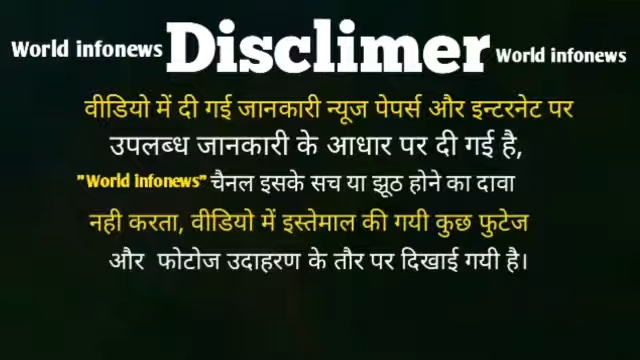 World infonews Disclimer World infonews
वीडियो में दी गई जानकारी न्यूज पेपर्स और इन्टरनेट पर
उपलब्ध जानकारी के आधार पर दी गई है,
"World infonews" चैनल इसके सच या झूठ होने का दावा
नही करता, वीडियो में इस्तेमाल की गयी कुछ फुटेज
और फोटोज उदाहरण के तौर पर दिखाई गयी है।